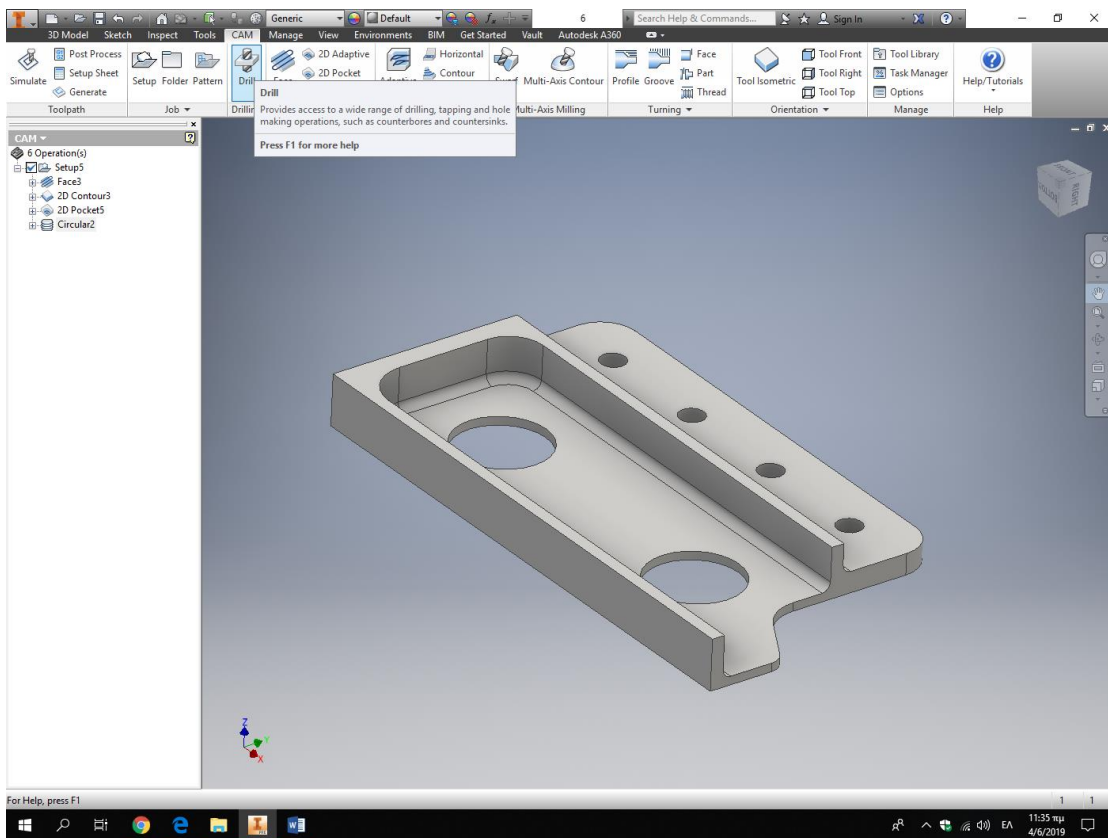 Generic
Default
6
Search Help & Commands...
Sign In
3D Model Sketch Inspect Tools CAM Manage View Environments BIM Get Started Vault Autodesk A360
Simulate
Post Process
Setup Sheet
Generate
Toolpath
Setup Folder Pattern
Job
Drill
2D Adaptive
2D Pocket
Horizontal
Contour
Multi-Axis Contour
Multi-Axis Milling
Profile Groove
Face
Part
Thread
Turning
Tool Isometric
Tool Front
Tool Right
Tool Top
Orientation
Tool Library
Task Manager
Options
Manage
Help/Tutorials
Help
Drill
Provides access to a wide range of drilling, tapping and hole
making operations, such as counterbores and countersinks.
Press F1 for more help
CAM
6 Operation(s)
Setup5
Face3
2D Contour3
2D Pocket5
Circular2
RIGHT
Z
Y
X
For Help, press F1
1 1
ΕΛ
11:35 πμ
4/6/2019